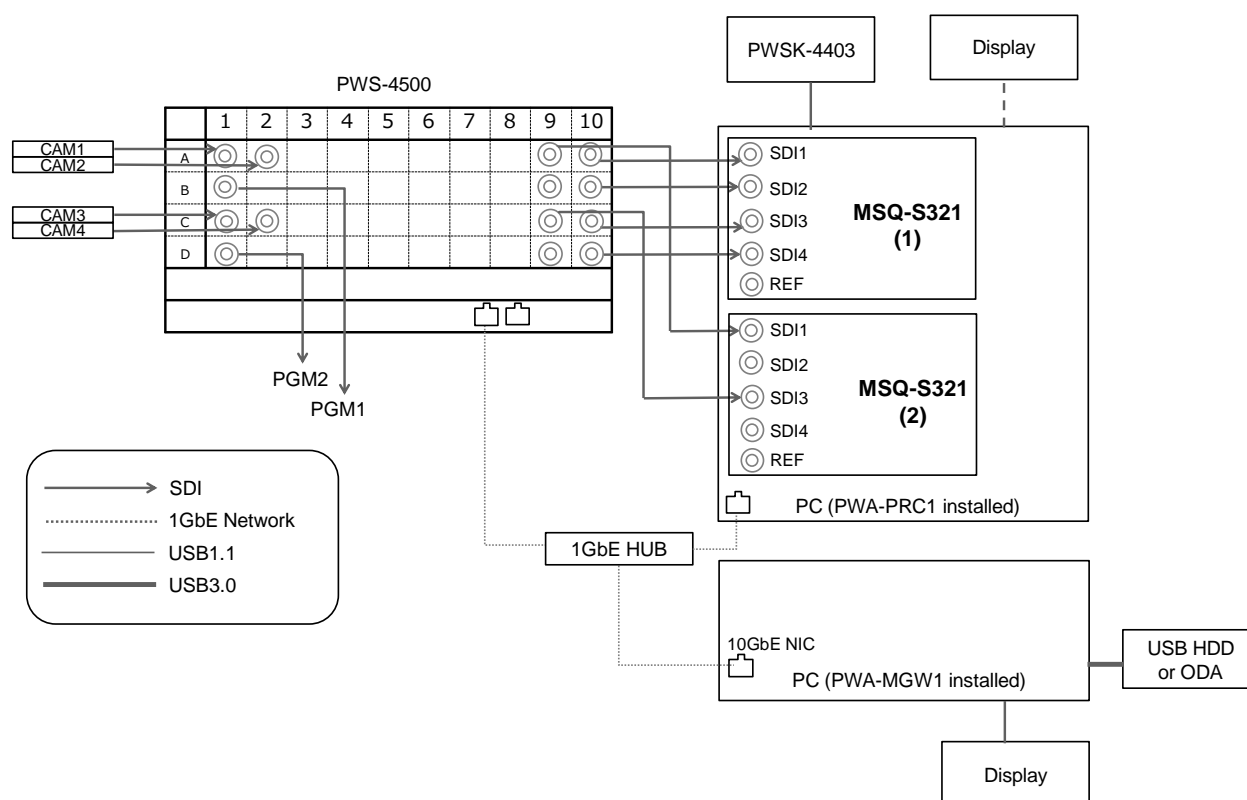 PWSK-4403
Display
PWS-4500
1 2 3 4 5 6 7 8 9 10
CAM1
CAM2
A
B
CAM3
CAM4
C
D
SDI1
SDI2
SDI3
SDI4
REF
MSQ-S321
(1)
SDI1
SDI2
SDI3
SDI4
REF
MSQ-S321
(2)
PGM2
PGM1
SDI
1GbE Network
USB1.1
USB3.0
PC (PWA-PRC1 installed)
1GbE HUB
10GbE NIC
PC (PWA-MGW1 installed)
USB HDD
or ODA
Display